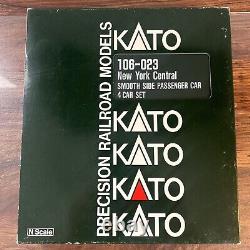 PRECISION RAILROAD MODELS
KATO
106-023
New York Central
SMOOTH SIDE PASSENGER CAR
4 CAR SET
KATO
KATO
KATO
KATO
N Scale